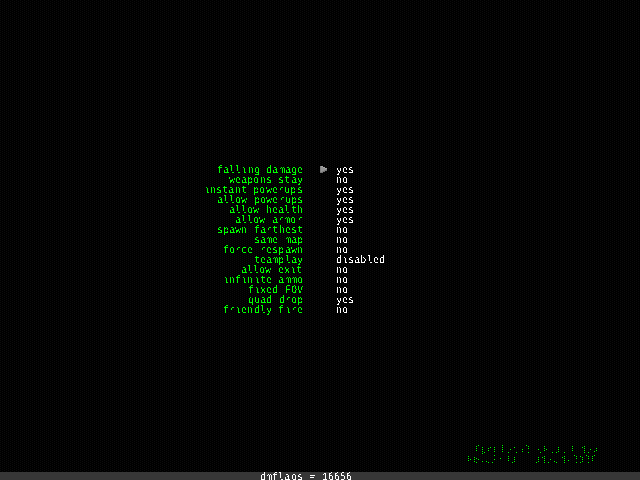 falling damage yes
weapons stay no
instant powerups yes
allow powerups yes
allow health yes
allow armor yes
spawn farthest no
same map no
force respawn no
teamplay disabled
allow exit no
infinite ammo no
fixed FOV no
quad drop yes
friendly fire no
dmflags = 16656